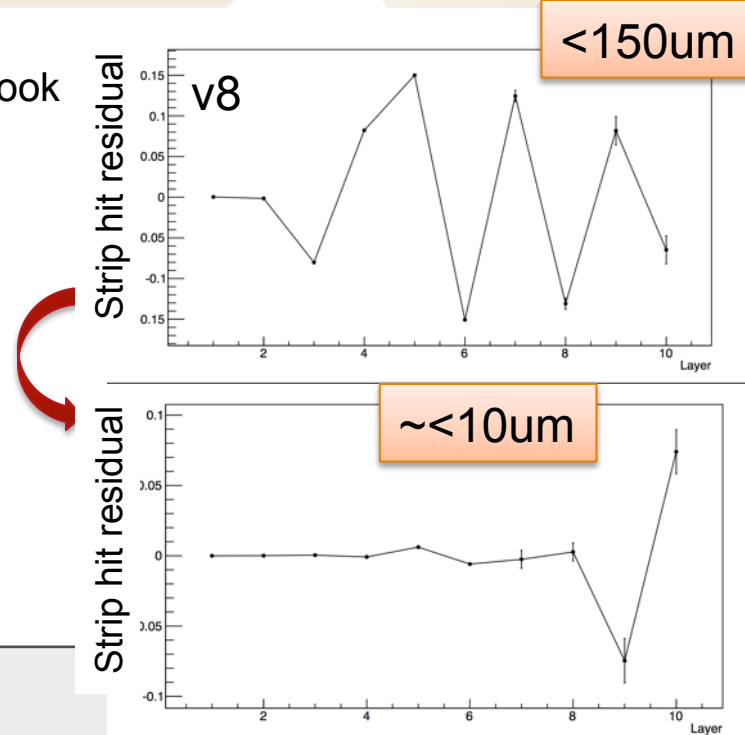 <150um
ook
v8
Strip hit residual
0.15
0.1
0.05
0
0.05
-0.1
0.15
2 4 6 8 10
Layer
~<10um
Strip hit residual
0.1
0.05
0
0.05
-0.1
2 4 6 8 10
Layer